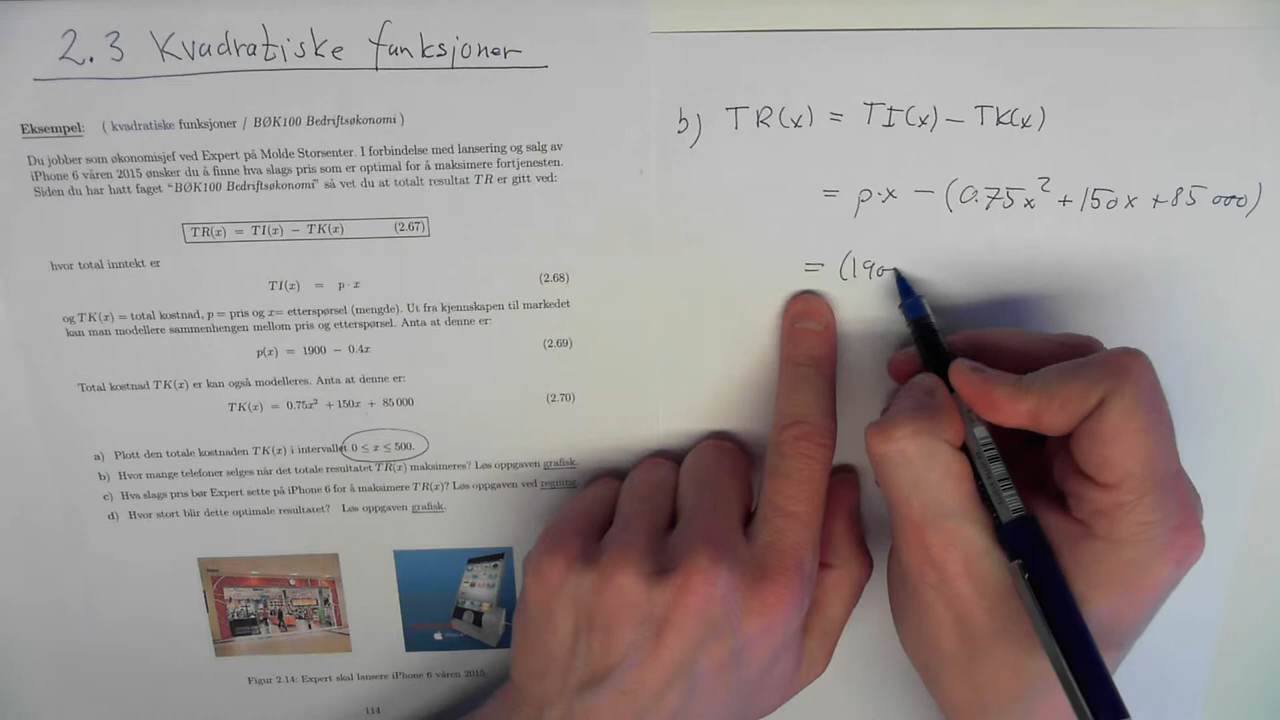 2.3 Kvadratiske funksjoner
Eksempel: ( kvadratiske funksjoner / BØK100 Bedriftsøkonomi )
Du jobber som økonomisjef ved Expert på Molde Storsenter. I forbindelse med lansering og salg av
iPhone 6 våren 2015 ønsker du å finne hva slags pris som er optimal for å maksimere fortjenesten.
Siden du har hatt faget "BØK100 Bedriftsøkonomi" så vet du at totalt resultat TR er gitt ved:
TR(x) = TI(x) − TK(x) (2.67)
hvor total inntekt er
TI(x) = p · x (2.68)
og TK(x) = total kostnad, p = pris og x= etterspørsel (mengde). Ut fra kjennskapen til markedet
kan man modellere sammenhengen mellom pris og etterspørsel. Anta at denne er:
p(x) = 1900 − 0.4x (2.69)
Total kostnad TK(x) er kan også modelleres. Anta at denne er:
TK(x) = 0.75x² + 150x + 85 000 (2.70)
a) Plott den totale kostnaden TK(x) i intervallet 0 ≤ x ≤ 500.
b) Hvor mange telefoner selges når det totale resultatet TR(x) maksimeres? Løs oppgaven grafisk.
c) Hva slags pris bør Expert sette på iPhone 6 for å maksimere TR(x)? Løs oppgaven ved regning.
d) Hvor stort blir dette optimale resultatet? Løs oppgaven grafisk.
Figur 2.14: Expert skal lansere iPhone 6 våren 2015
114
b) TR(x) = TI(x) − TK(x)
= p·x − (0.75x² + 150x + 85 000)
= (190